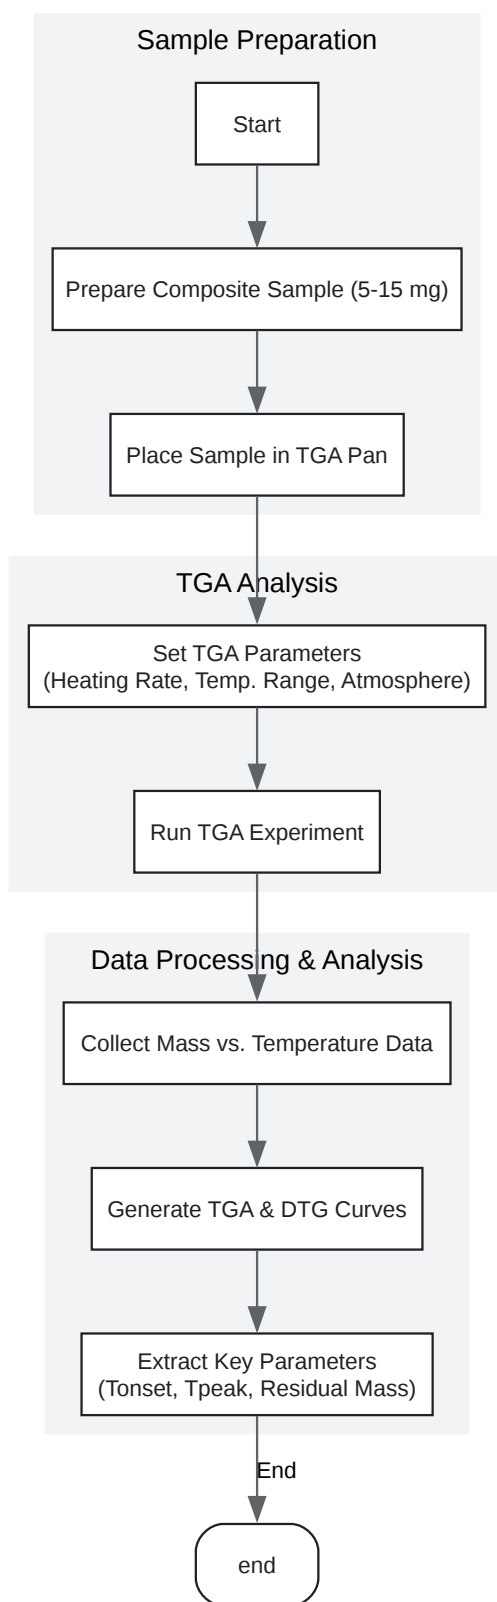 Sample Preparation
Start
Prepare Composite Sample (5-15 mg)
Place Sample in TGA Pan
TGA Analysis
Set TGA Parameters
(Heating Rate, Temp. Range, Atmosphere)
Run TGA Experiment
Data Processing & Analysis
Collect Mass vs. Temperature Data
Generate TGA & DTG Curves
Extract Key Parameters
(Tonset, Tpeak, Residual Mass)
End
end